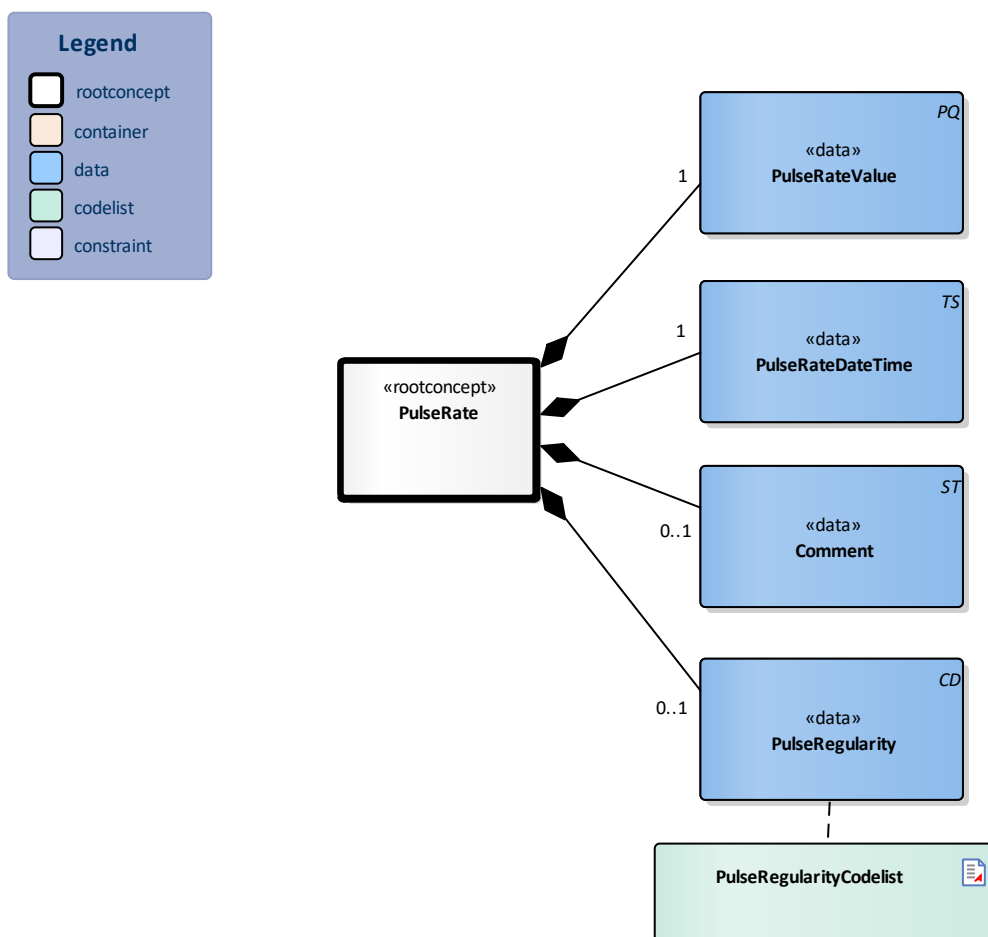 Legend
rootconcept
container
data
codelist
constraint
PQ
«data»
PulseRateValue
1
TS
«data»
PulseRateDateTime
1
«rootconcept»
PulseRate
ST
«data»
Comment
0..1
CD
«data»
PulseRegularity
0..1
PulseRegularityCodelist